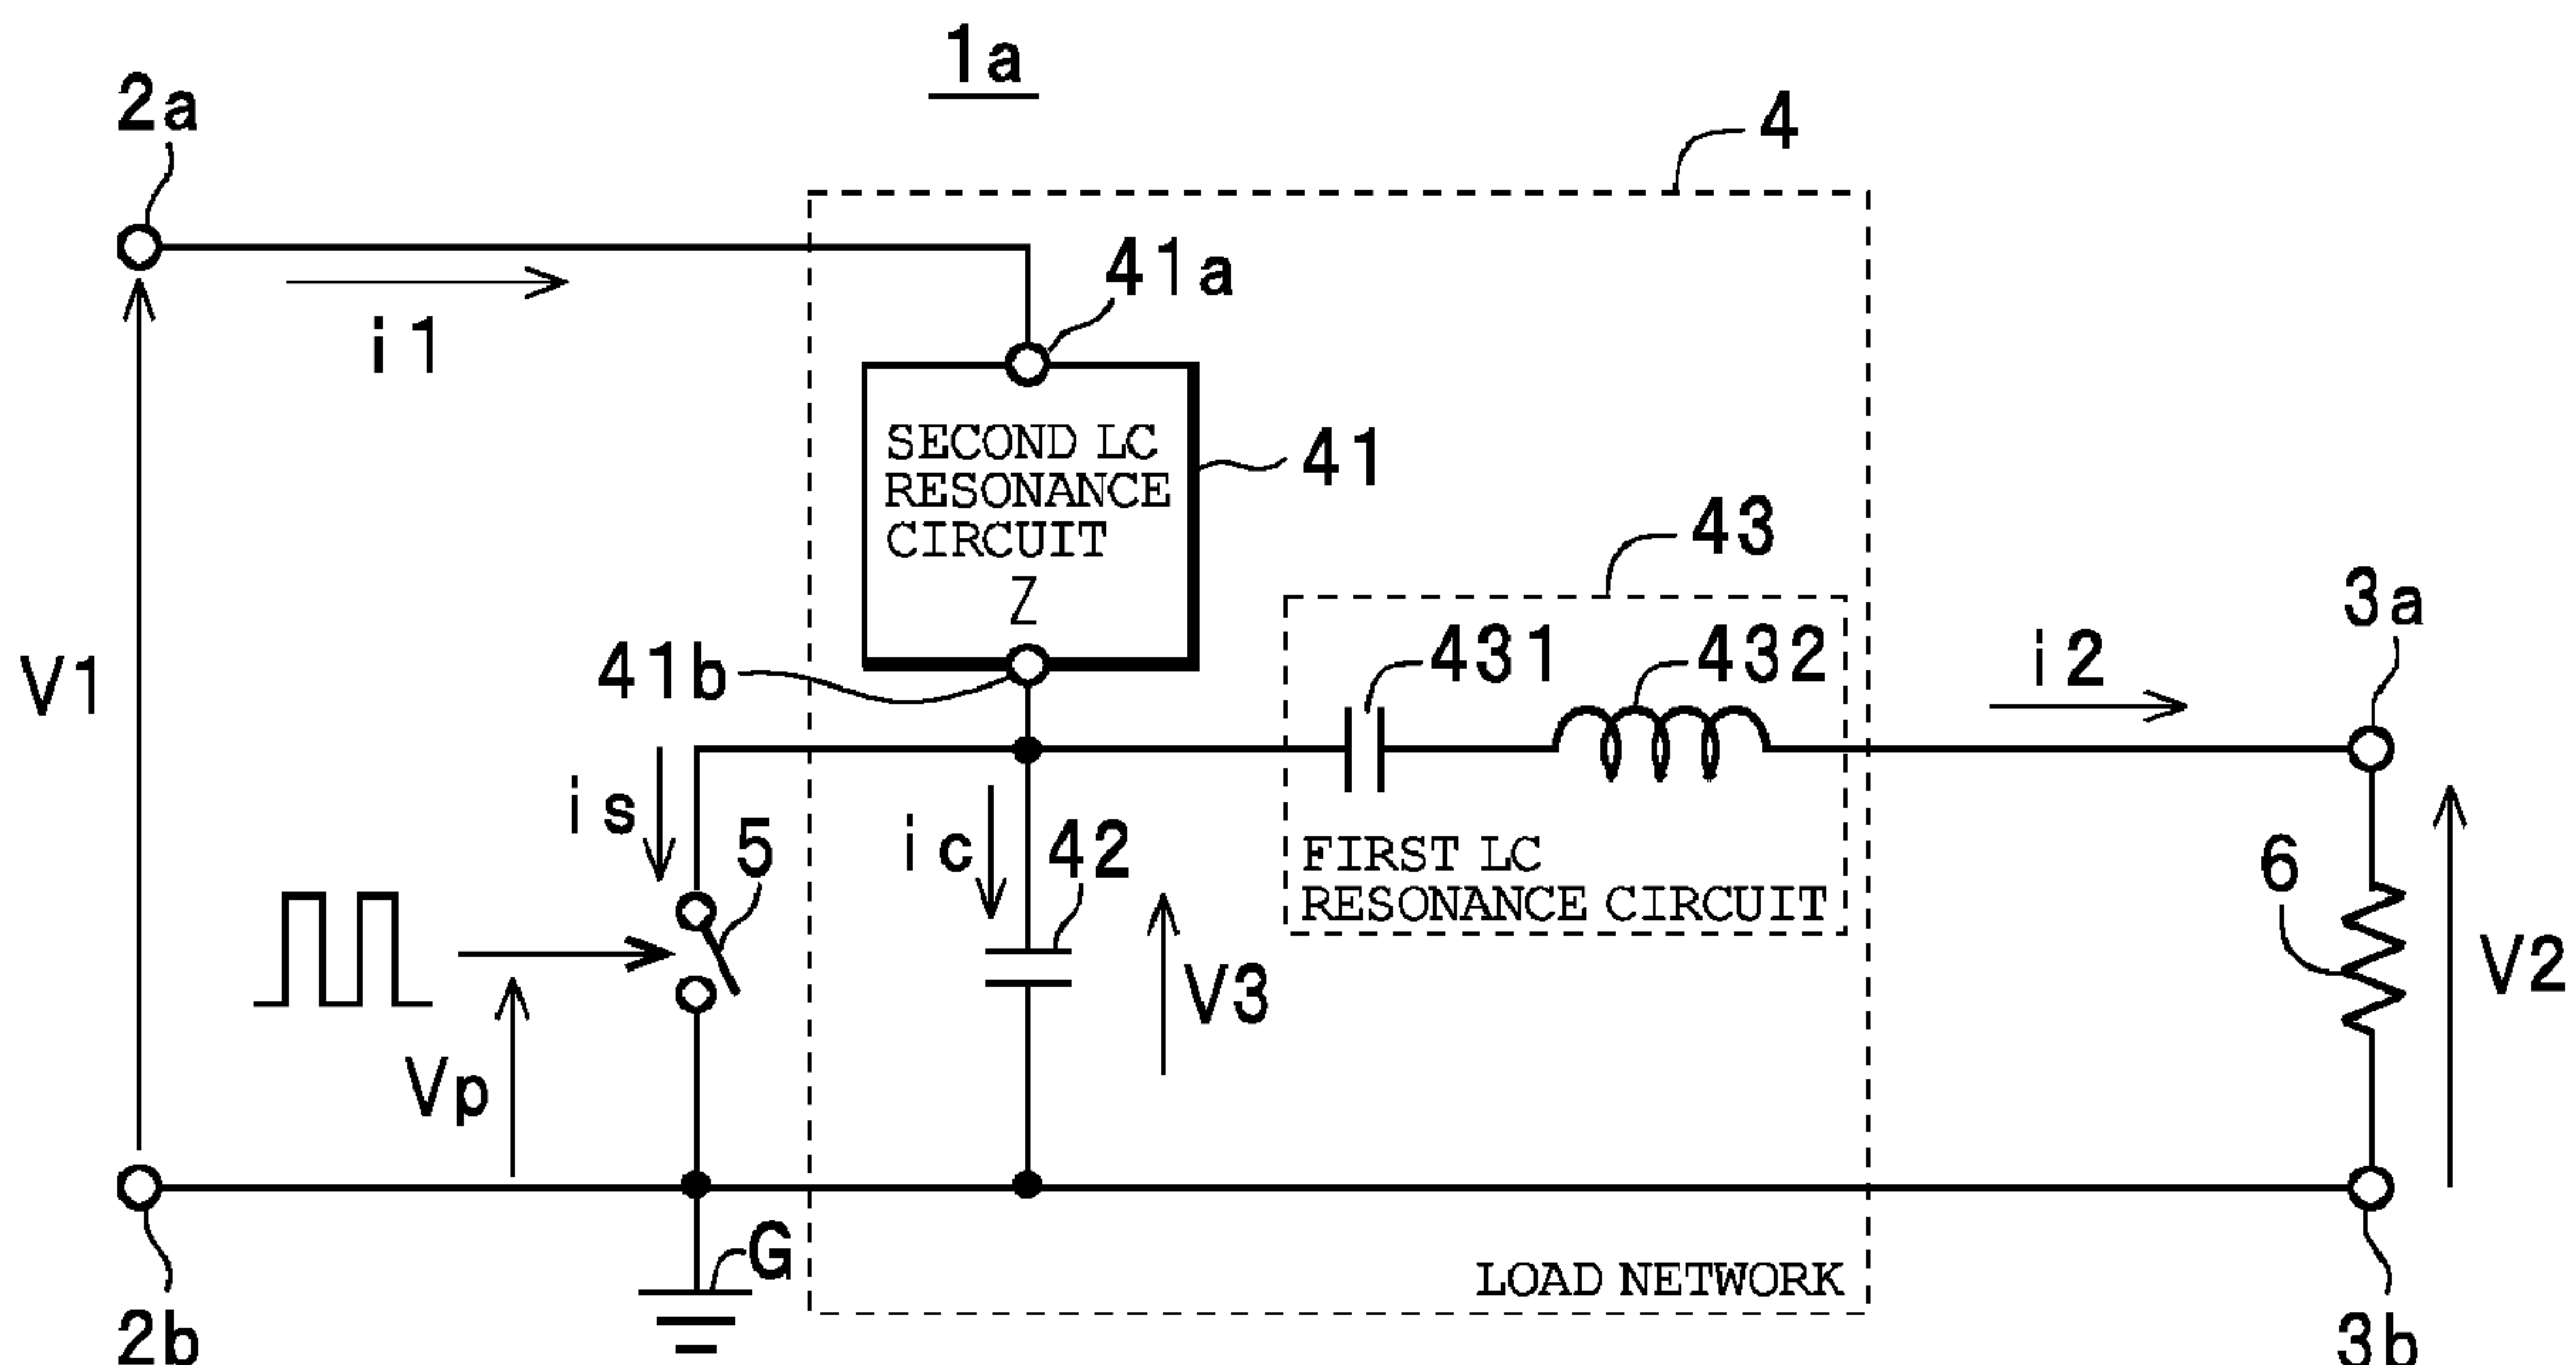 1a
2a
4
i1
41a
SECOND LC
RESONANCE
CIRCUIT
Z
41
43
3a
V1
41b
431
432
i2
is
5
ic
42
FIRST LC
RESONANCE CIRCUIT
6
V3
V2
Vp
G
LOAD NETWORK
2b
3b